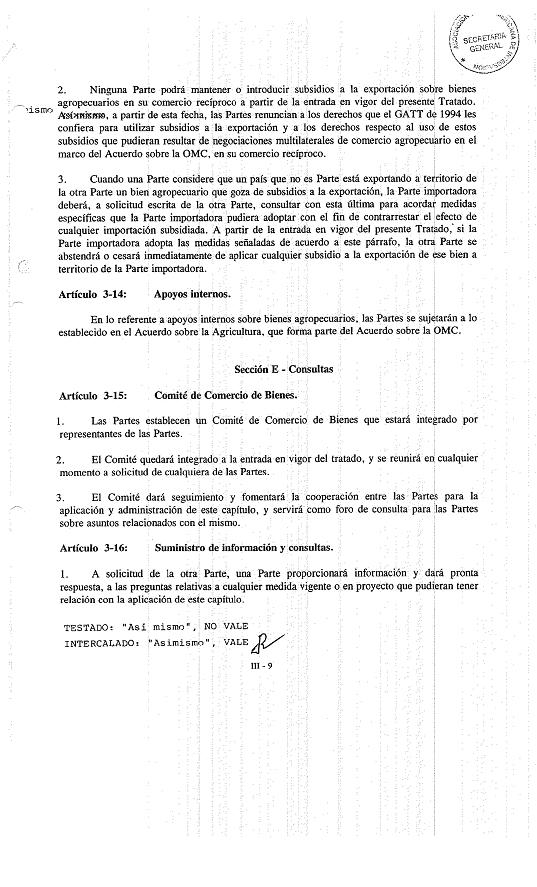 SECRETARIA
GENERAL
2. Ninguna Parte podrá mantener o introducir subsidios a la exportación sobre bienes
agropecuarios en su comercio recíproco a partir de la entrada en vigor del presente Tratado.
ismo Así mismo, a partir de esta fecha, las Partes renuncian a los derechos que el GATT de 1994 les
confiera para utilizar subsidios a la exportación y a los derechos respecto al uso de estos
subsidios que pudieran resultar de negociaciones multilaterales de comercio agropecuario en el
marco del Acuerdo sobre la OMC, en su comercio recíproco.
3. Cuando una Parte considere que un país que no es Parte está exportando a territorio de
la otra Parte un bien agropecuario que goza de subsidios a la exportación, la Parte importadora
deberá, a solicitud escrita de la otra Parte, consultar con esta última para acordar medidas
específicas que la Parte importadora pudiera adoptar con el fin de contrarrestar el efecto de
cualquier importación subsidiada. A partir de la entrada en vigor del presente Tratado, si la
Parte importadora adopta las medidas señaladas de acuerdo a este párrafo, la otra Parte se
abstendrá o cesará inmediatamente de aplicar cualquier subsidio a la exportación de ese bien a
territorio de la Parte importadora.
Artículo 3-14: Apoyos internos.
En lo referente a apoyos internos sobre bienes agropecuarios, las Partes se sujetarán a lo
establecido en el Acuerdo sobre la Agricultura, que forma parte del Acuerdo sobre la OMC.
Sección E - Consultas
Artículo 3-15: Comité de Comercio de Bienes.
1. Las Partes establecen un Comité de Comercio de Bienes que estará integrado por
representantes de las Partes.
2. El Comité quedará integrado a la entrada en vigor del tratado, y se reunirá en cualquier
momento a solicitud de cualquiera de las Partes.
3. El Comité dará seguimiento y fomentará la cooperación entre las Partes para la
aplicación y administración de este capítulo, y servirá como foro de consulta para las Partes
sobre asuntos relacionados con el mismo.
Artículo 3-16: Suministro de información y consultas.
1. A solicitud de la otra Parte, una Parte proporcionará información y dará pronta
respuesta, a las preguntas relativas a cualquier medida vigente o en proyecto que pudieran tener
relación con la aplicación de este capítulo.
TESTADO: "Así mismo", NO VALE
INTERCALADO: "Asimismo", VALE
III - 9